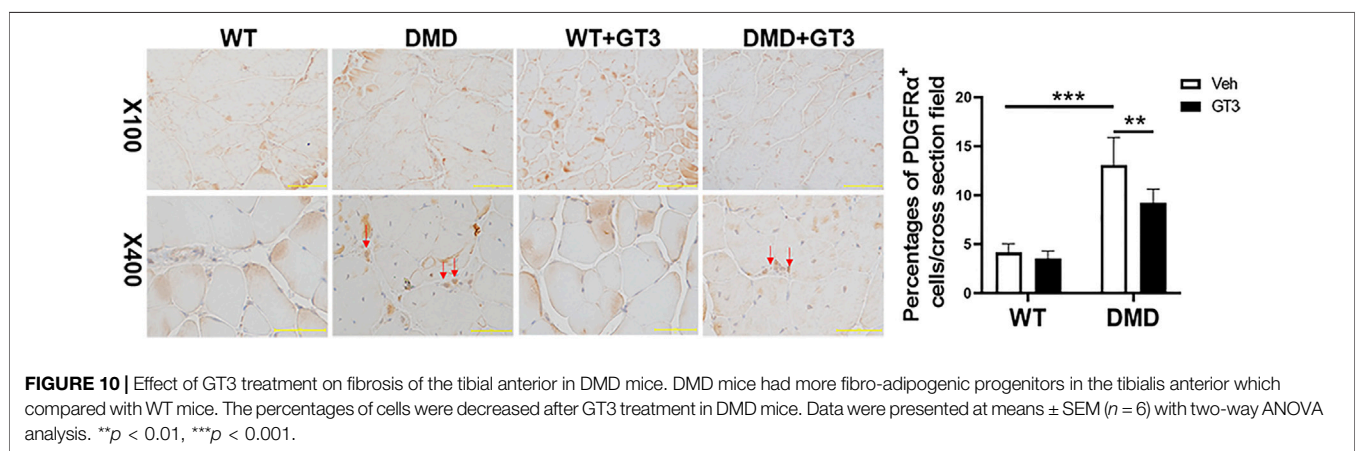 WT DMD WT+GT3 DMD+GT3
X100
X400
Percentages of PDGFRα+
cells/cross section field
20
15
10
5
0
***
**
Veh
GT3
WT DMD
FIGURE 10 | Effect of GT3 treatment on fibrosis of the tibial anterior in DMD mice. DMD mice had more fibro-adipogenic progenitors in the tibialis anterior which
compared with WT mice. The percentages of cells were decreased after GT3 treatment in DMD mice. Data were presented at means ± SEM (n = 6) with two-way ANOVA
analysis. **p < 0.01, ***p < 0.001.